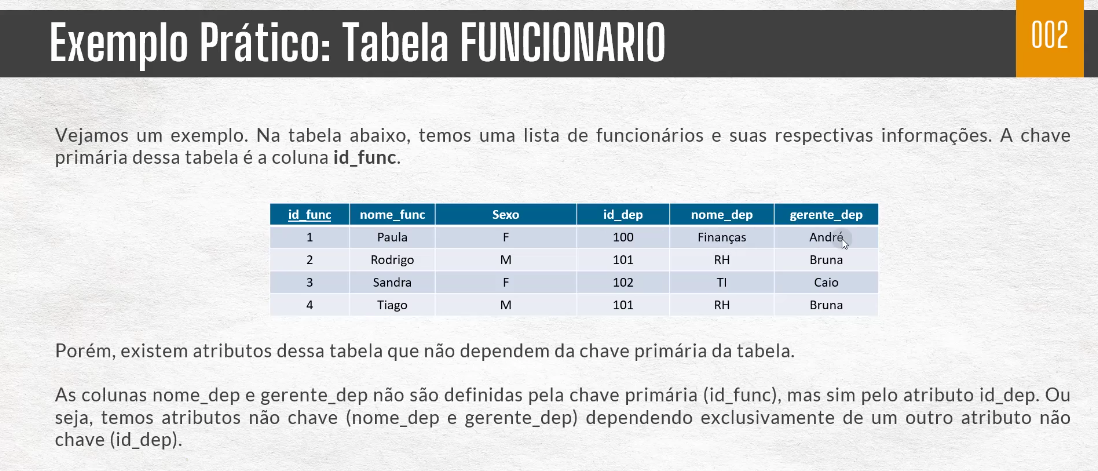 Exemplo Prático: Tabela FUNCIONARIO
002
Vejamos um exemplo. Na tabela abaixo, temos uma lista de funcionários e suas respectivas informações. A chave
primária dessa tabela é a coluna id_func.
id_func nome_func Sexo id_dep nome_dep gerente_dep
1 Paula F 100 Finanças André
2 Rodrigo M 101 RH Bruna
3 Sandra F 102 TI Caio
4 Tiago M 101 RH Bruna
Porém, existem atributos dessa tabela que não dependem da chave primária da tabela.
As colunas nome_dep e gerente_dep não são definidas pela chave primária (id_func), mas sim pelo atributo id_dep. Ou
seja, temos atributos não chave (nome_dep e gerente_dep) dependendo exclusivamente de um outro atributo não
chave (id_dep).